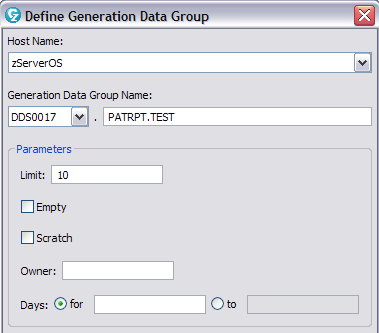 Define Generation Data Group
Host Name:
zServerOS
Generation Data Group Name:
DDS0017 . PATRPT.TEST
Parameters
Limit: 10
Empty
Scratch
Owner:
Days: for to